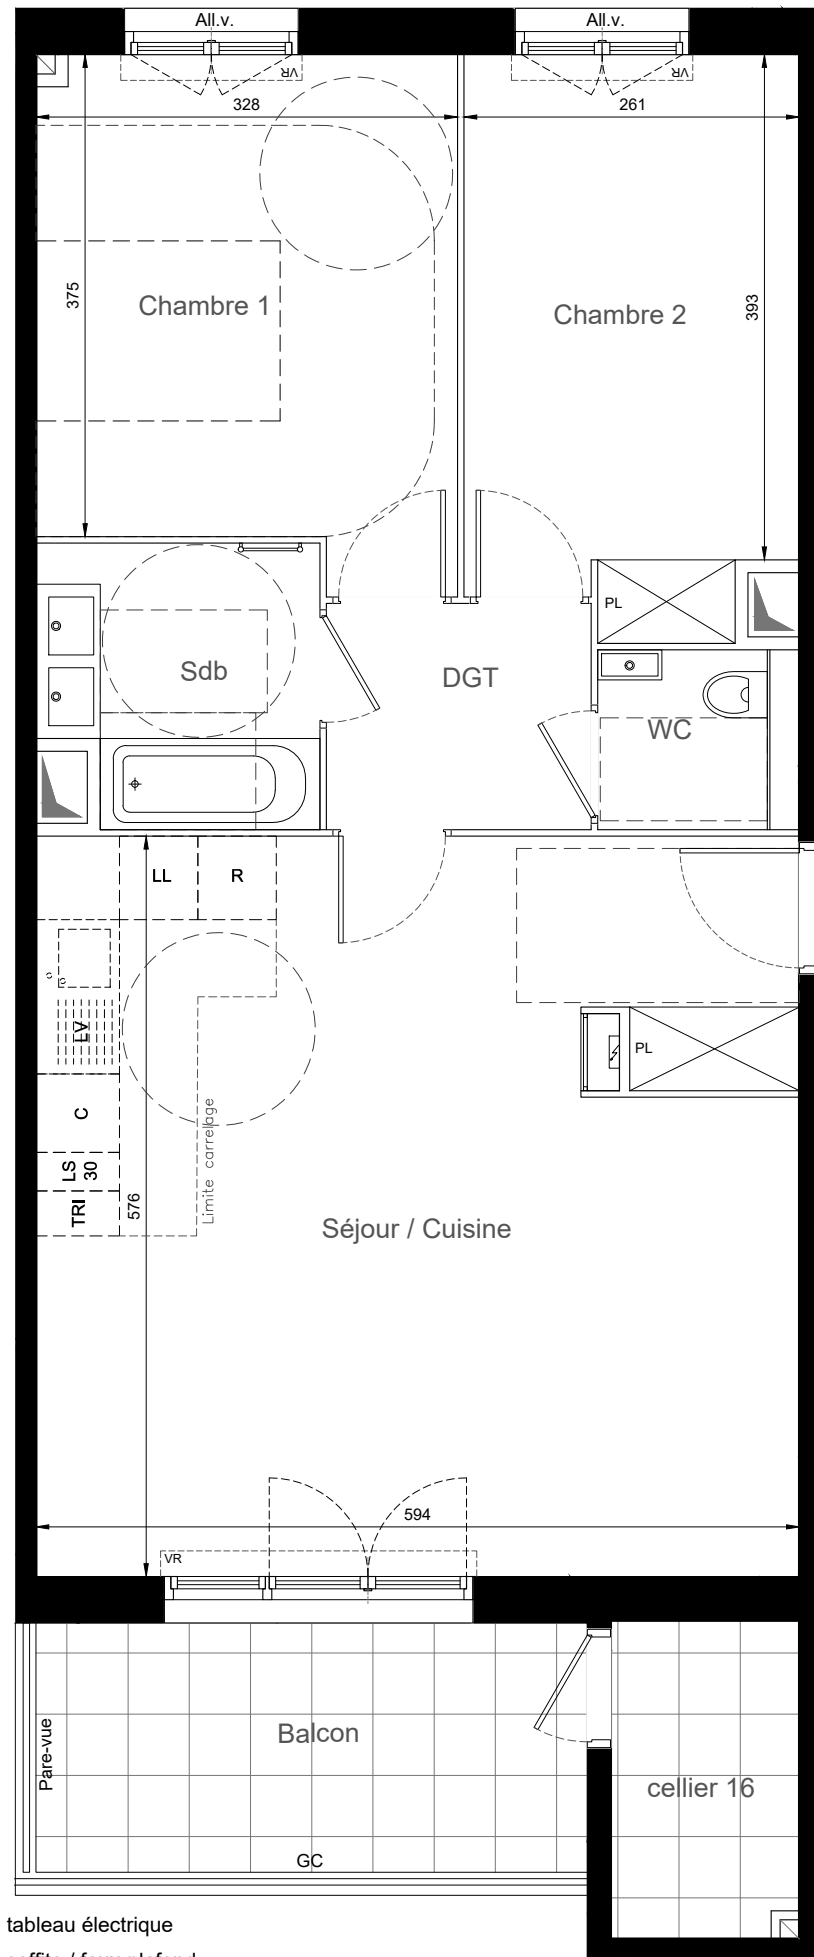 All.v.
All.v.
VR
VR
328
261
375
393
Chambre 1
Chambre 2
PL
Sdb
DGT
WC
LL
R
LV
PL
C
Limite carrelage
LS
30
TRI
576
Séjour / Cuisine
594
VR
Balcon
Pare-vue
cellier 16
GC
tableau électrique